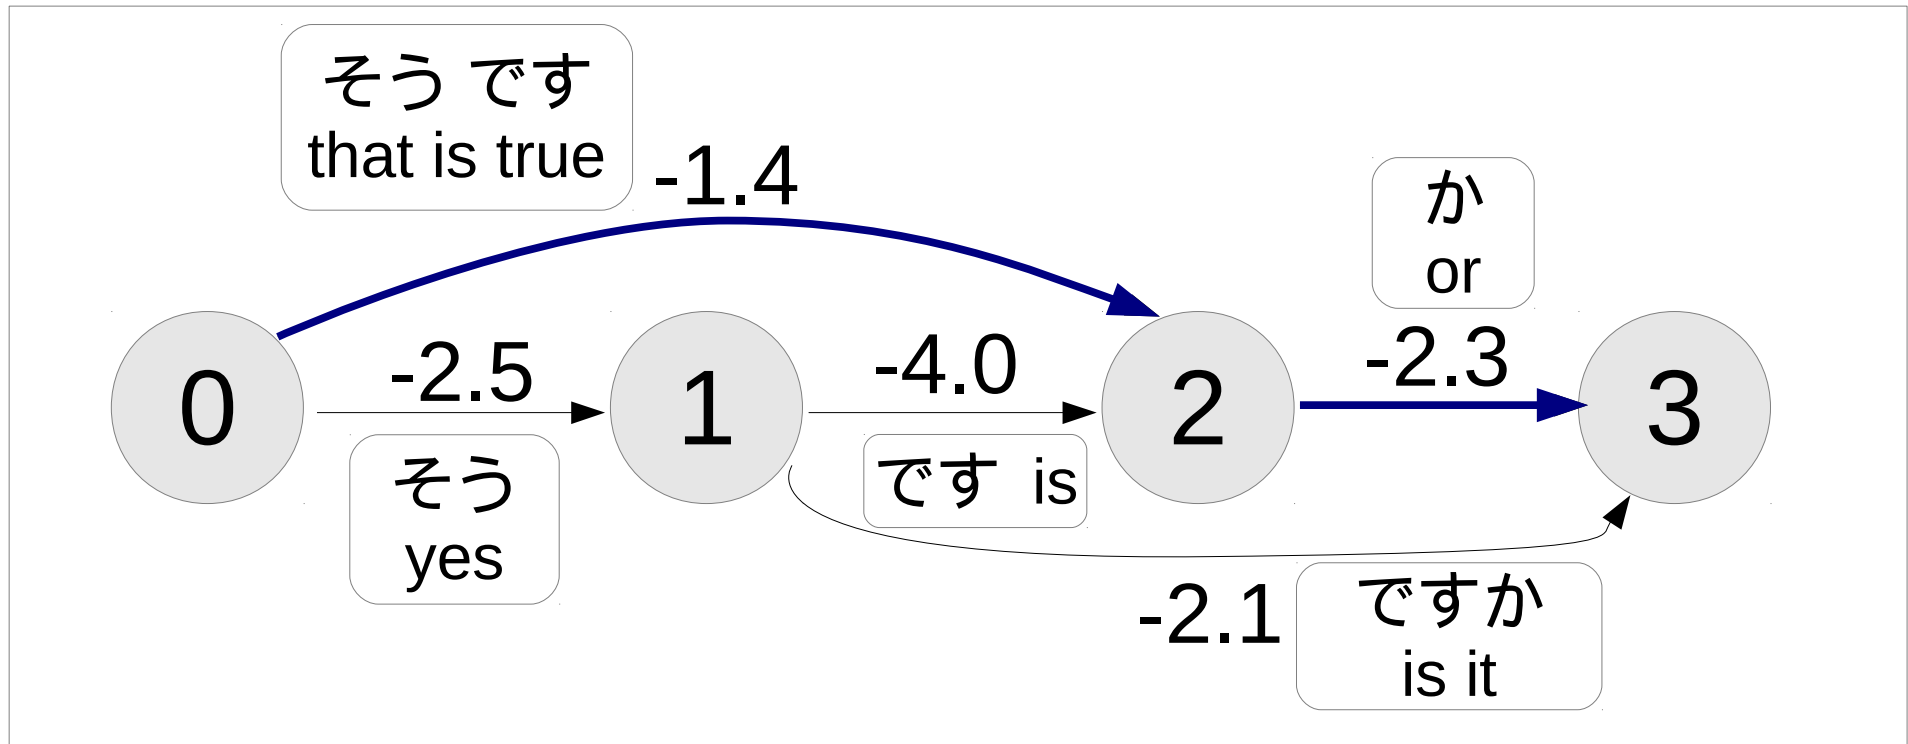 そう です
that is true
-1.4
か
or
-2.3
0
-2.5
1
-4.0
2
3
そう
yes
です is
-2.1
ですか
is it